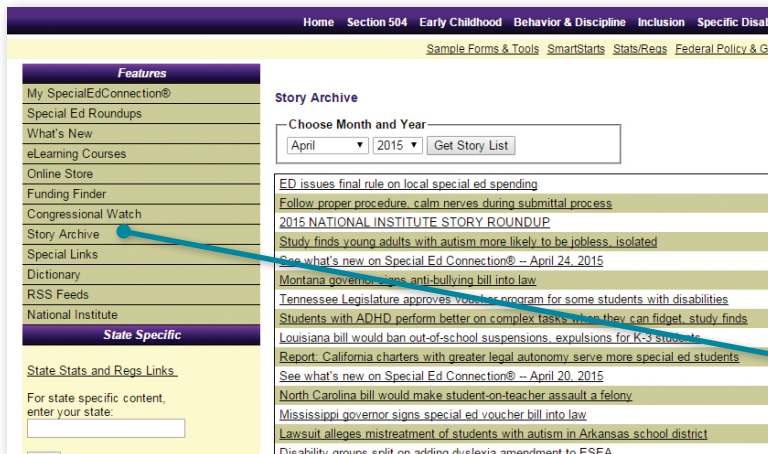 Home Section 504 Early Childhood Behavior & Discipline Inclusion Specific Disa
Sample Forms & Tools SmartStarts Stats/Regs Federal Policy & G
Features
My SpecialEdConnection®
Special Ed Roundups
What's New
eLearning Courses
Online Store
Funding Finder
Congressional Watch
Story Archive
Special Links
Dictionary
RSS Feeds
National Institute
State Specific
State Stats and Regs Links
For state specific content,
enter your state:
Story Archive
Choose Month and Year
April 2015 Get Story List
ED issues final rule on local special ed spending
Follow proper procedure, calm nerves during submittal process
2015 NATIONAL INSTITUTE STORY ROUNDUP
Study finds young adults with autism more likely to be jobless, isolated
See what's new on Special Ed Connection® -- April 24, 2015
Montana governor signs anti-bullying bill into law
Tennessee Legislature approves voucher program for some students with disabilities
Students with ADHD perform better on complex tasks when they can fidget, study finds
Louisiana bill would ban out-of-school suspensions, expulsions for K-3 students
Report: California charters with greater legal autonomy serve more special ed students
See what's new on Special Ed Connection® -- April 20, 2015
North Carolina bill would make student-on-teacher assault a felony
Mississippi governor signs special ed voucher bill into law
Lawsuit alleges mistreatment of students with autism in Arkansas school district
Disability groups split on adding dyslexia amendment to ESEA